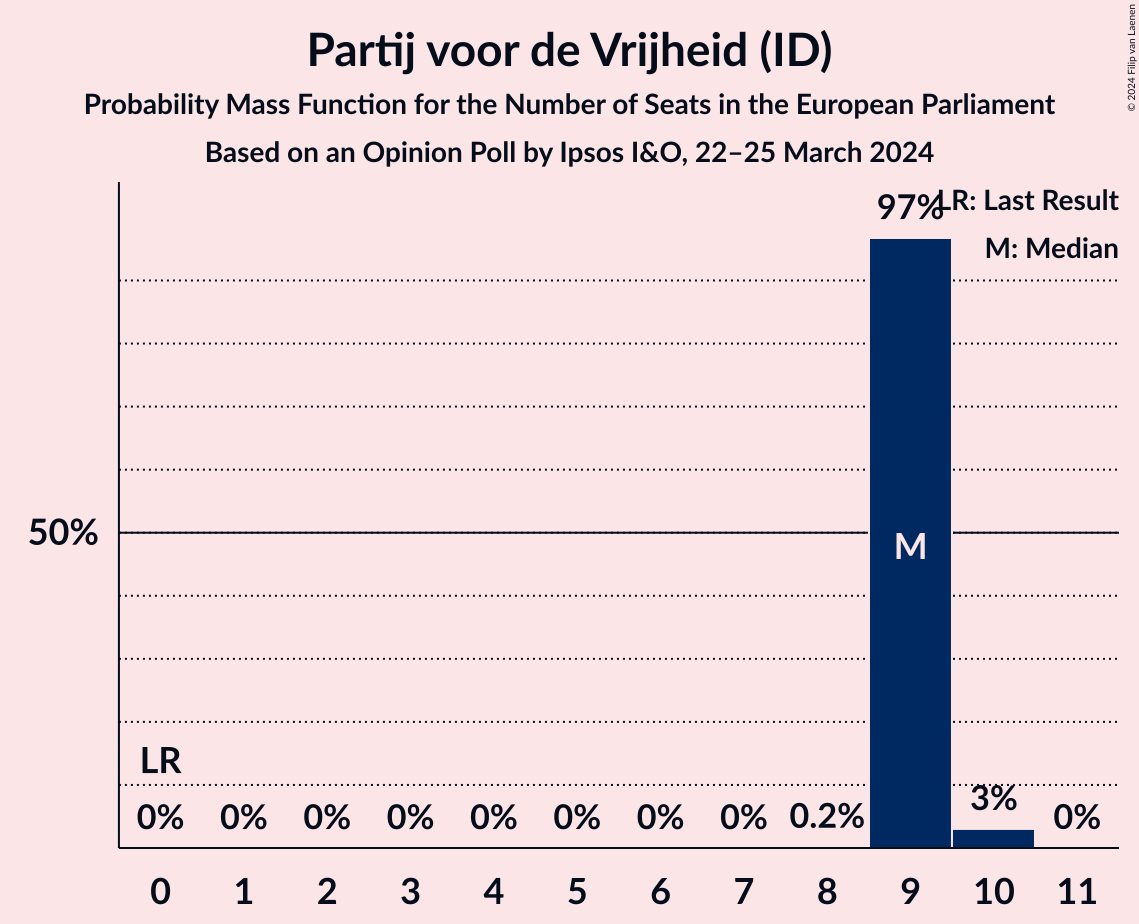 Partij voor de Vrijheid (ID)
Probability Mass Function for the Number of Seats in the European Parliament
Based on an Opinion Poll by Ipsos I&O, 22–25 March 2024
© 2024 Filip van Laenen
LR: Last Result
M: Median
97%
50%
M
LR
0% 0% 0% 0% 0% 0% 0% 0% 0.2% 3% 0%
0 1 2 3 4 5 6 7 8 9 10 11